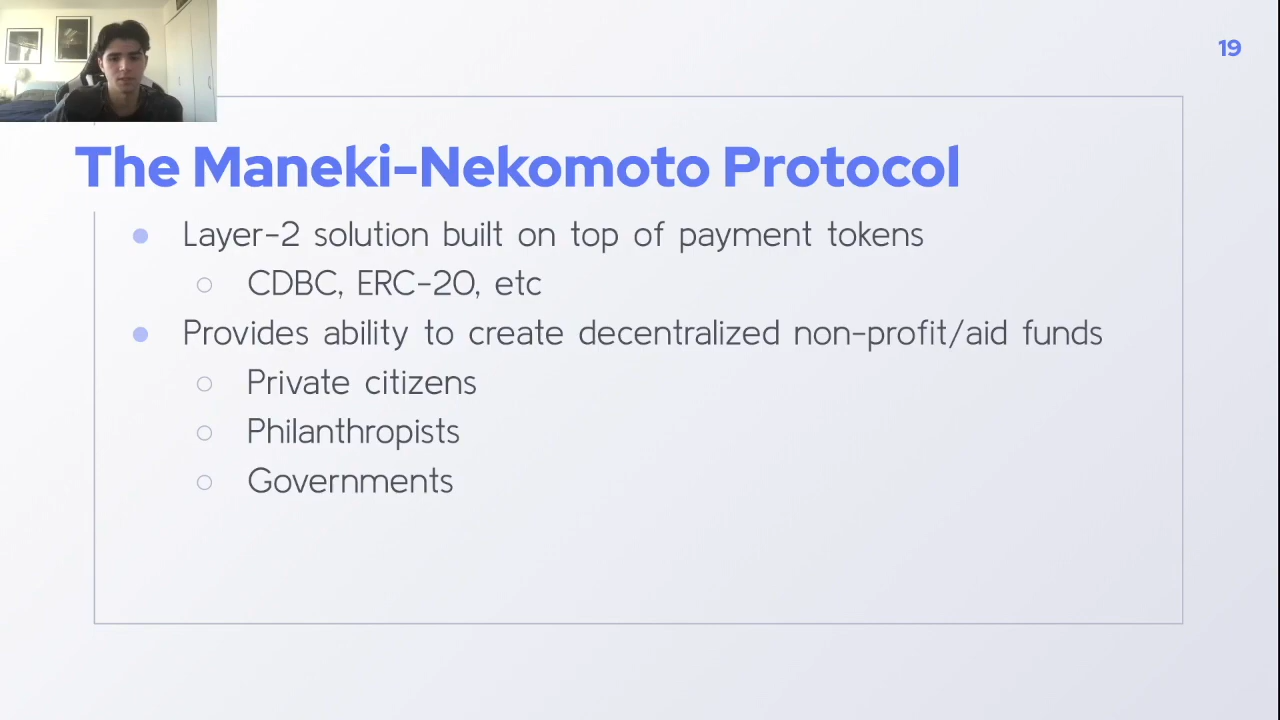 19
The Maneki-Nekomoto Protocol
Layer-2 solution built on top of payment tokens
CDBC, ERC-20, etc
Provides ability to create decentralized non-profit/aid funds
Private citizens
Philanthropists
Governments